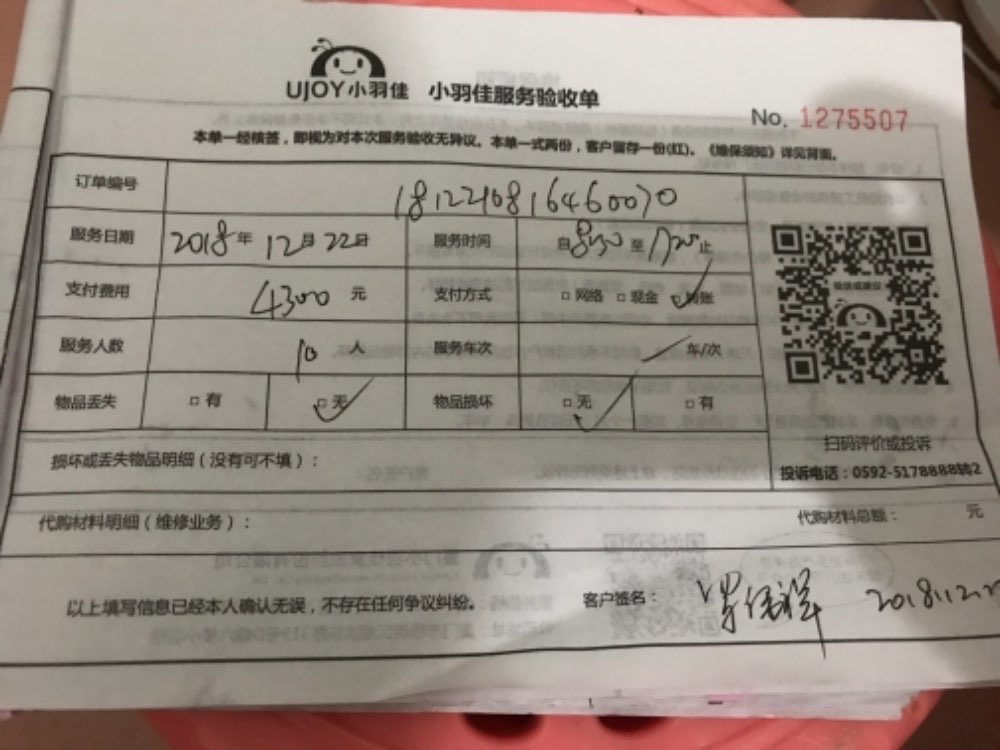 UJOY小羽佳 小羽佳服务验收单
No. 1275507
本单一经核签，即视为对本次服务验收无异议。本单一式两份，客户留存一份(红)。《维保须知》详见背面。
订单编号 1812210816460070
服务日期 2018年12月22日 服务时间 自8:30至17:20止
支付费用 4300元 支付方式 □网络 □现金 □转账
服务人数 10人 服务车次 车/次
物品丢失 □有 □无 物品损坏 □无 □有
扫码评价或投诉
损坏或丢失物品明细（没有可不填）：
投诉电话：0592-5178888转2
代购材料明细（维修业务）： 代购材料总额： 元
以上填写信息已经本人确认无误，不存在任何争议纠纷。 客户签名：